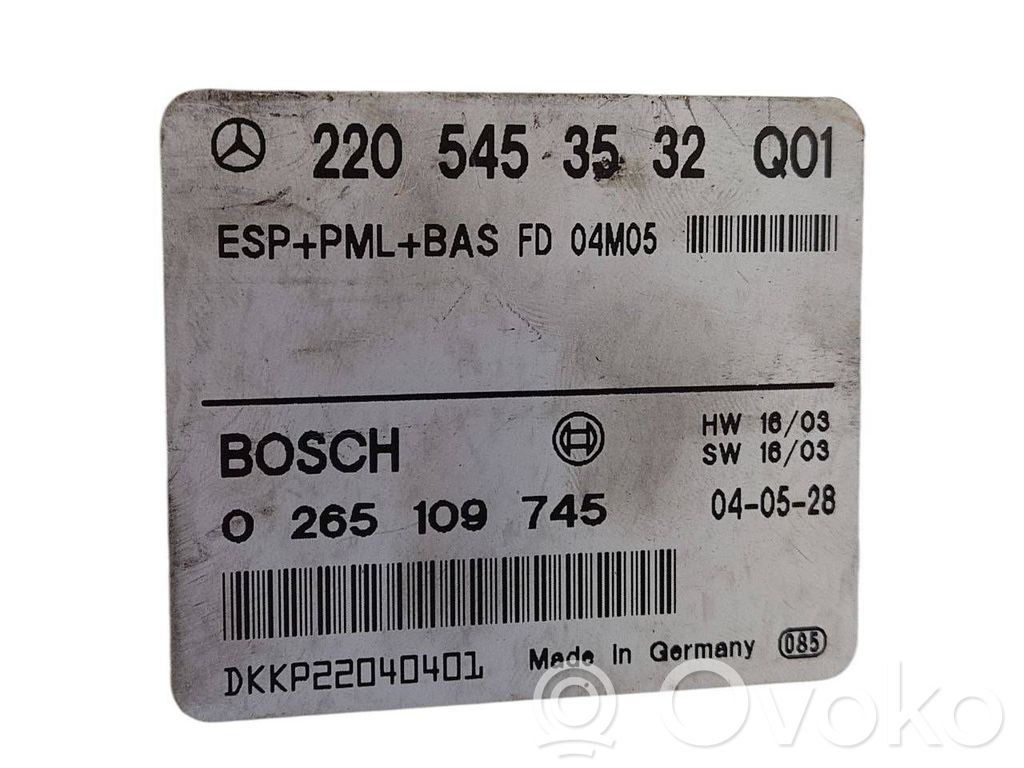 220 545 35 32 Q01
ESP+PML+BAS FD 04M05
HW 16/03
BOSCH
SW 16/03
0 265 109 745 04-05-28
DKKP22040401 Made in Germany 085
Ovoko